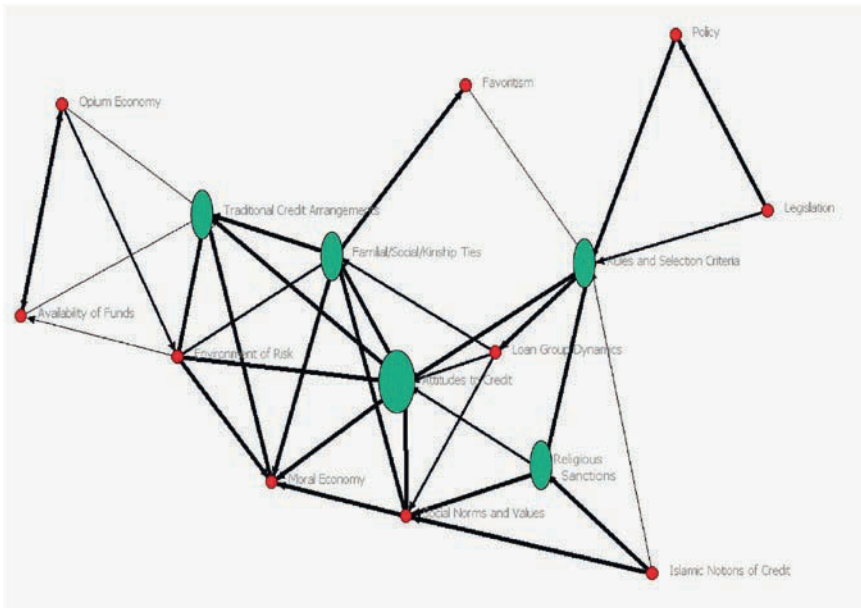 Policy
Favoritism
Opium Economy
Legislation
Traditional Credit Arrangements
Familial/Social/Kinship Ties
Rules and Selection Criteria
Availability of Funds
Environment of Risk
Loan Group Dynamics
Attitudes to Credit
Religious
Sanctions
Moral Economy
Social Norms and Values
Islamic Notions of Credit